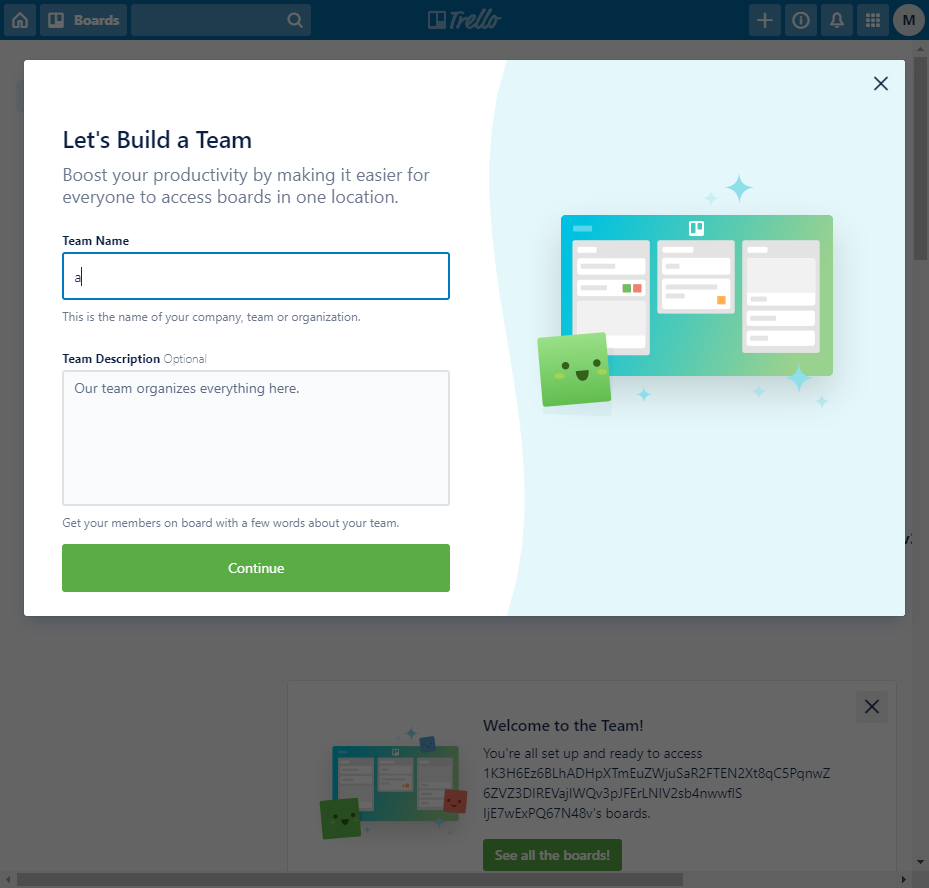 Boards
Trello
M
Let's Build a Team
Boost your productivity by making it easier for
everyone to access boards in one location.
Team Name
a
This is the name of your company, team or organization.
Team Description Optional
Our team organizes everything here.
Get your members on board with a few words about your team.
Continue
Welcome to the Team!
You're all set up and ready to access
1K3H6Ez6BLhADHpXTmEuZWjuSaR2FTEN2Xt8qC5PqnwZ
6ZVZ3DIREVajIWQv3pJFErLNIV2sb4nwwflS
IjE7wExPQ67N48v's boards.
See all the boards!